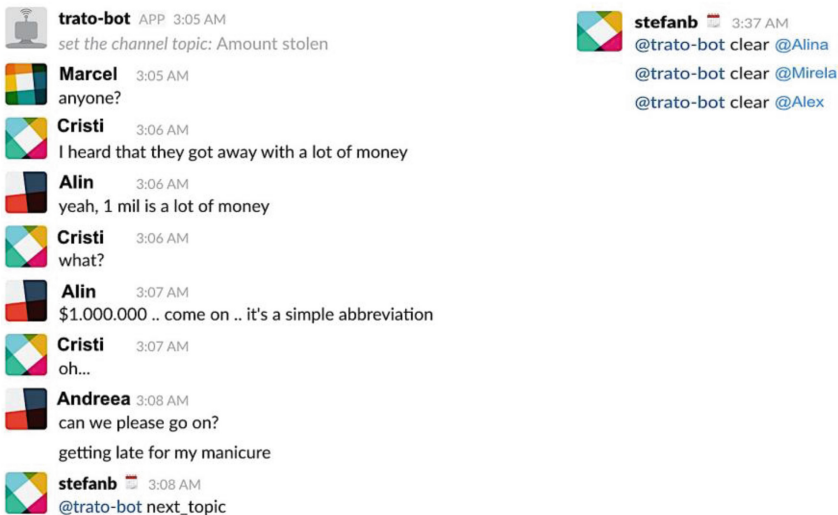 trato-bot APP 3:05 AM
set the channel topic: Amount stolen
Marcel 3:05 AM
anyone?
Cristi 3:06 AM
I heard that they got away with a lot of money
Alin 3:06 AM
yeah, 1 mil is a lot of money
Cristi 3:06 AM
what?
Alin 3:07 AM
$1.000.000 .. come on .. it's a simple abbreviation
Cristi 3:07 AM
oh...
Andreea 3:08 AM
can we please go on?
getting late for my manicure
stefanb 3:08 AM
@trato-bot next_topic
stefanb 3:37 AM
@trato-bot clear @Alina
@trato-bot clear @Mirela
@trato-bot clear @Alex